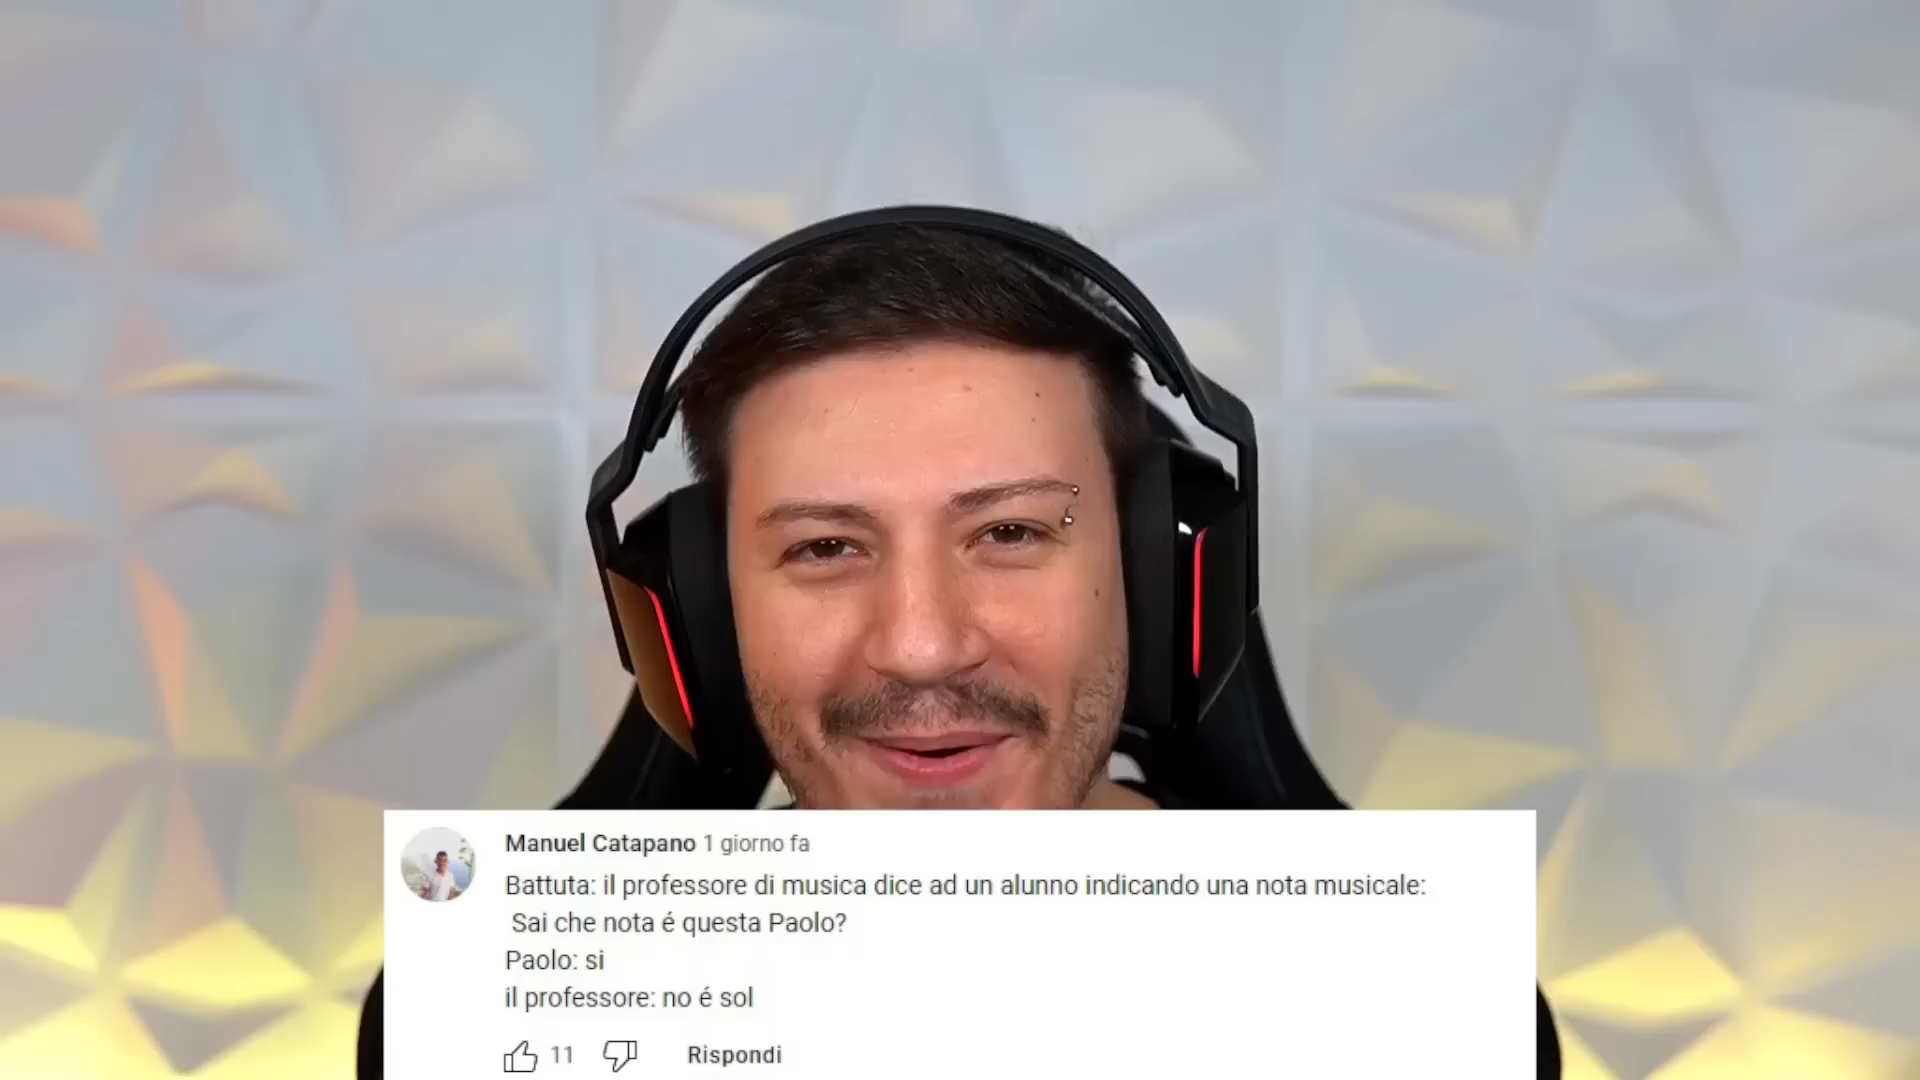 Manuel Catapano 1 giorno fa
Battuta: il professore di musica dice ad un alunno indicando una nota musicale:
Sai che nota é questa Paolo?
Paolo: si
il professore: no é sol
11 Rispondi